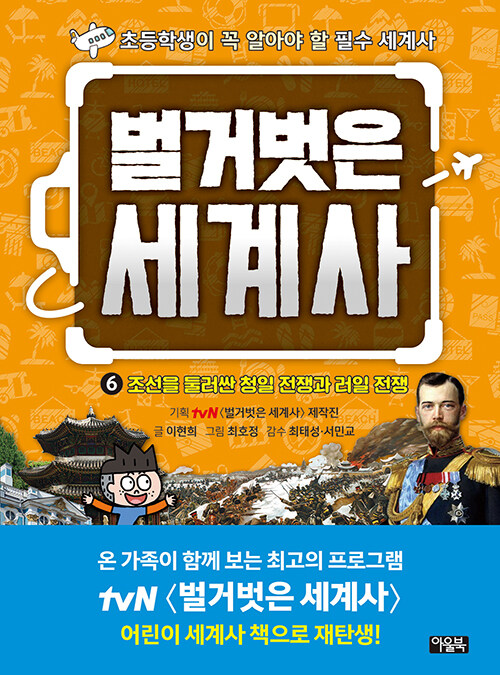 초등학생이 꼭 알아야 할 필수 세계사
벌거벗은
세계사
6 조선을 둘러싼 청일 전쟁과 러일 전쟁
기획 tvN 〈벌거벗은 세계사〉 제작진
글 이현희 그림 최호정 감수 최태성·서민교
온 가족이 함께 보는 최고의 프로그램
tvN 〈벌거벗은 세계사〉
어린이 세계사 책으로 재탄생!
아울북